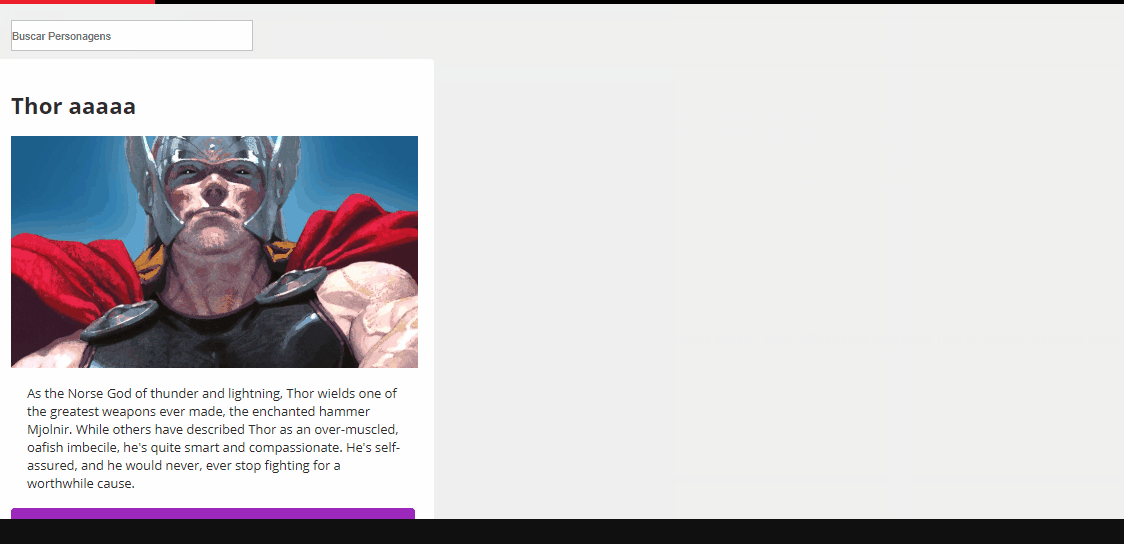 Buscar Personagens
Thor aaaaa
As the Norse God of thunder and lightning, Thor wields one of
the greatest weapons ever made, the enchanted hammer
Mjolnir. While others have described Thor as an over-muscled,
oafish imbecile, he's quite smart and compassionate. He's self-
assured, and he would never, ever stop fighting for a
worthwhile cause.